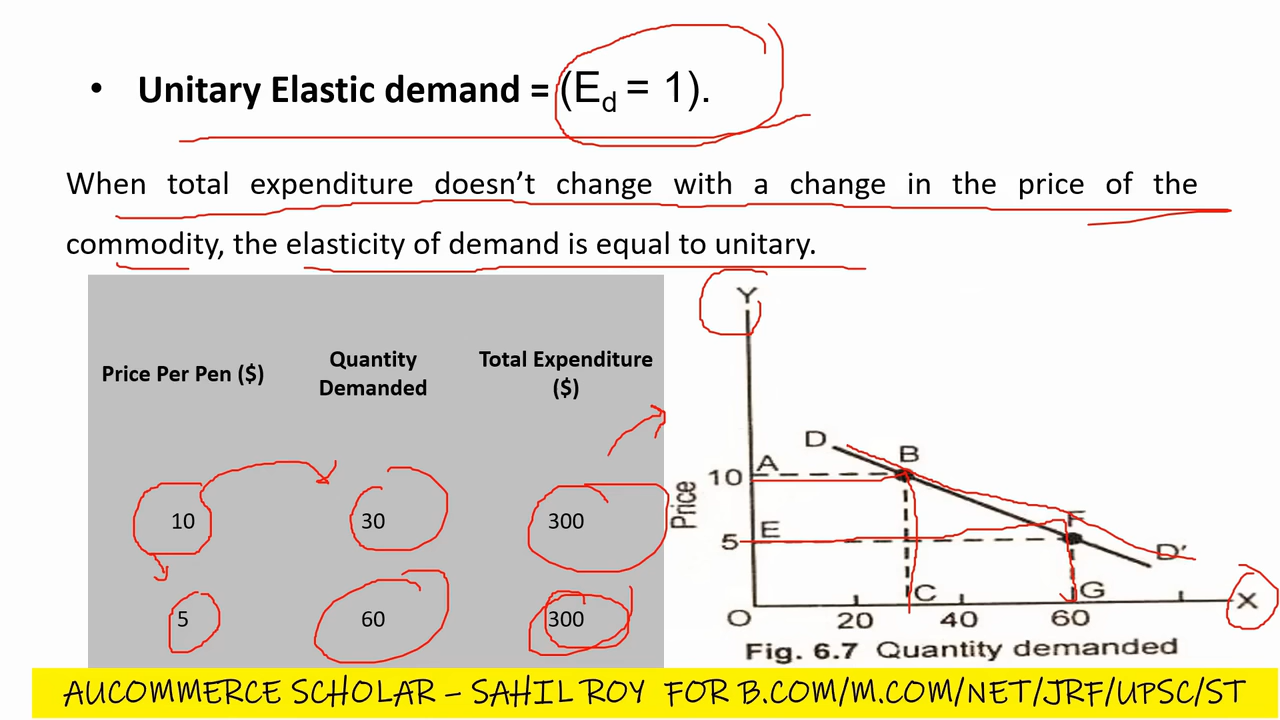 • Unitary Elastic demand = (Ed = 1).
When total expenditure doesn't change with a change in the price of the
commodity, the elasticity of demand is equal to unitary.
Price Per Pen ($) Quantity Demanded Total Expenditure ($)
10 30 300
5 60 300
Y
D B
10 A
Price
5 E F
D'
C G
O 20 40 60 X
Fig. 6.7 Quantity demanded
AUCOMMERCE SCHOLAR – SAHIL ROY FOR B.COM/M.COM/NET/JRF/UPSC/ST